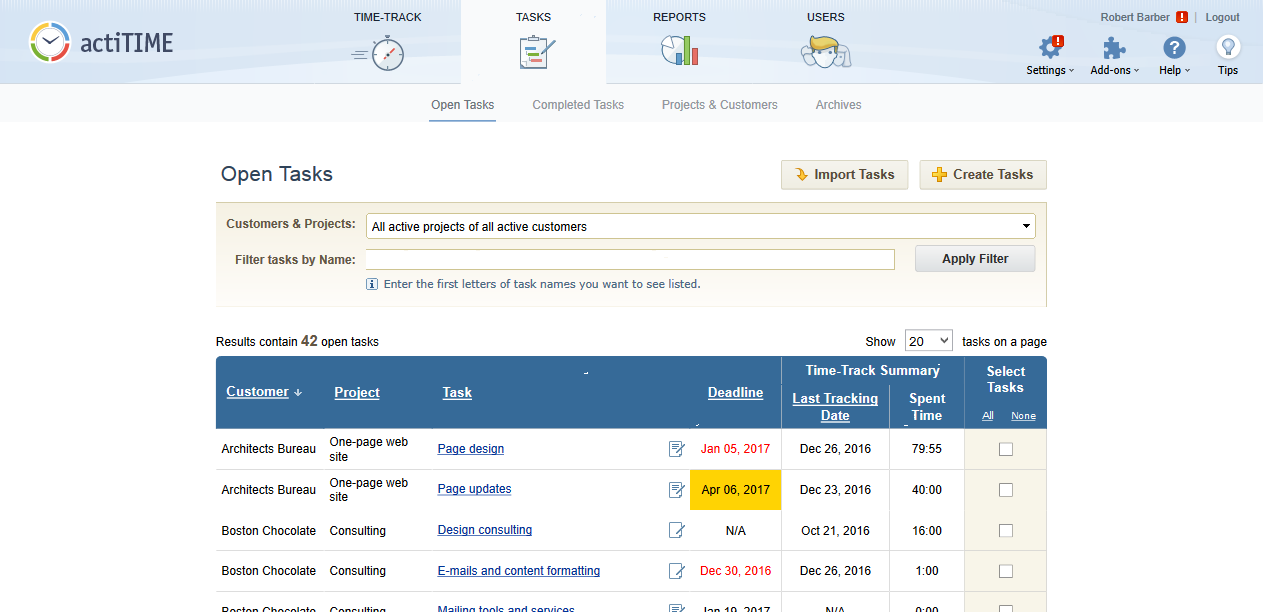 actiTIME
TIME-TRACK
TASKS
REPORTS
USERS
Robert Barber ! | Logout
Settings
Add-ons
Help
Tips
Open Tasks
Completed Tasks
Projects & Customers
Archives
Open Tasks
Import Tasks
Create Tasks
Customers & Projects: All active projects of all active customers
Filter tasks by Name:
Apply Filter
Enter the first letters of task names you want to see listed.
Results contain 42 open tasks
Show 20 tasks on a page
Customer
Project
Task
Deadline
Time-Track Summary
Last Tracking
Date
Spent
Time
Select
Tasks
All None
Architects Bureau
One-page web
site
Page design
Jan 05, 2017
Dec 26, 2016
79:55
Architects Bureau
One-page web
site
Page updates
Apr 06, 2017
Dec 23, 2016
40:00
Boston Chocolate
Consulting
Design consulting
N/A
Oct 21, 2016
16:00
Boston Chocolate
Consulting
E-mails and content formatting
Dec 30, 2016
Dec 26, 2016
1:00
Boston Chocolate
Consulting
Mailing tools and services
Jan 19, 2017
N/A
0:00